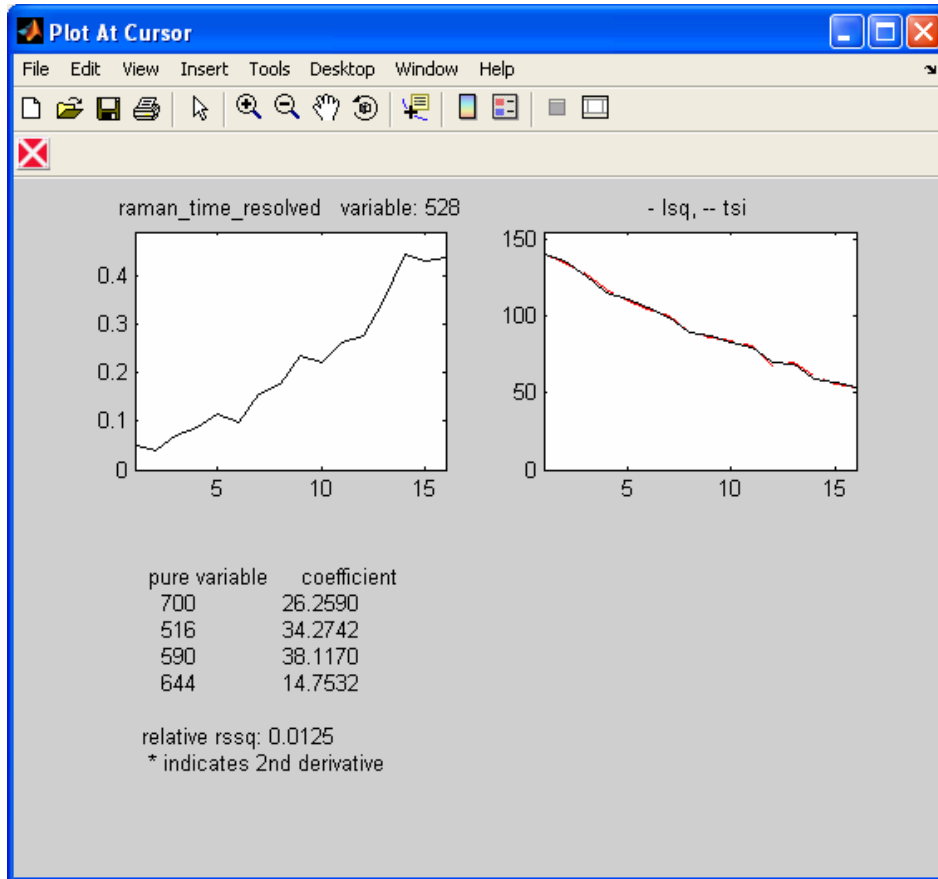 Plot At Cursor
File Edit View Insert Tools Desktop Window Help
raman_time_resolved variable: 528
0.4
0.3
0.2
0.1
0
5 10 15
- lsq, -- tsi
150
100
50
0
5 10 15
pure variable coefficient
700 26.2590
516 34.2742
590 38.1170
644 14.7532
relative rssq: 0.0125
* indicates 2nd derivative